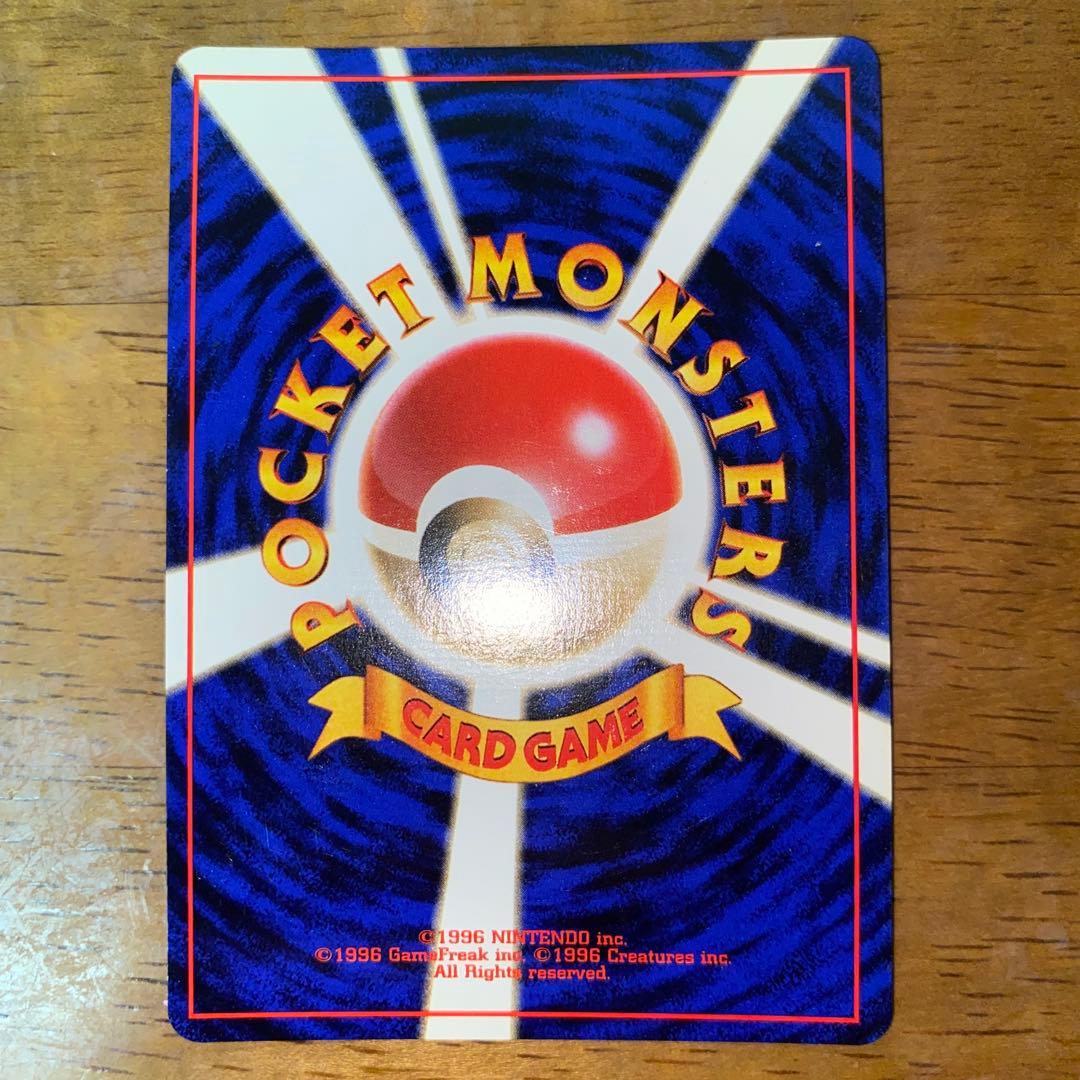 POCKET MONSTERS
CARD GAME
©1996 NINTENDO inc.
©1996 GameFreak inc. ©1996 Creatures inc.
All Rights reserved.